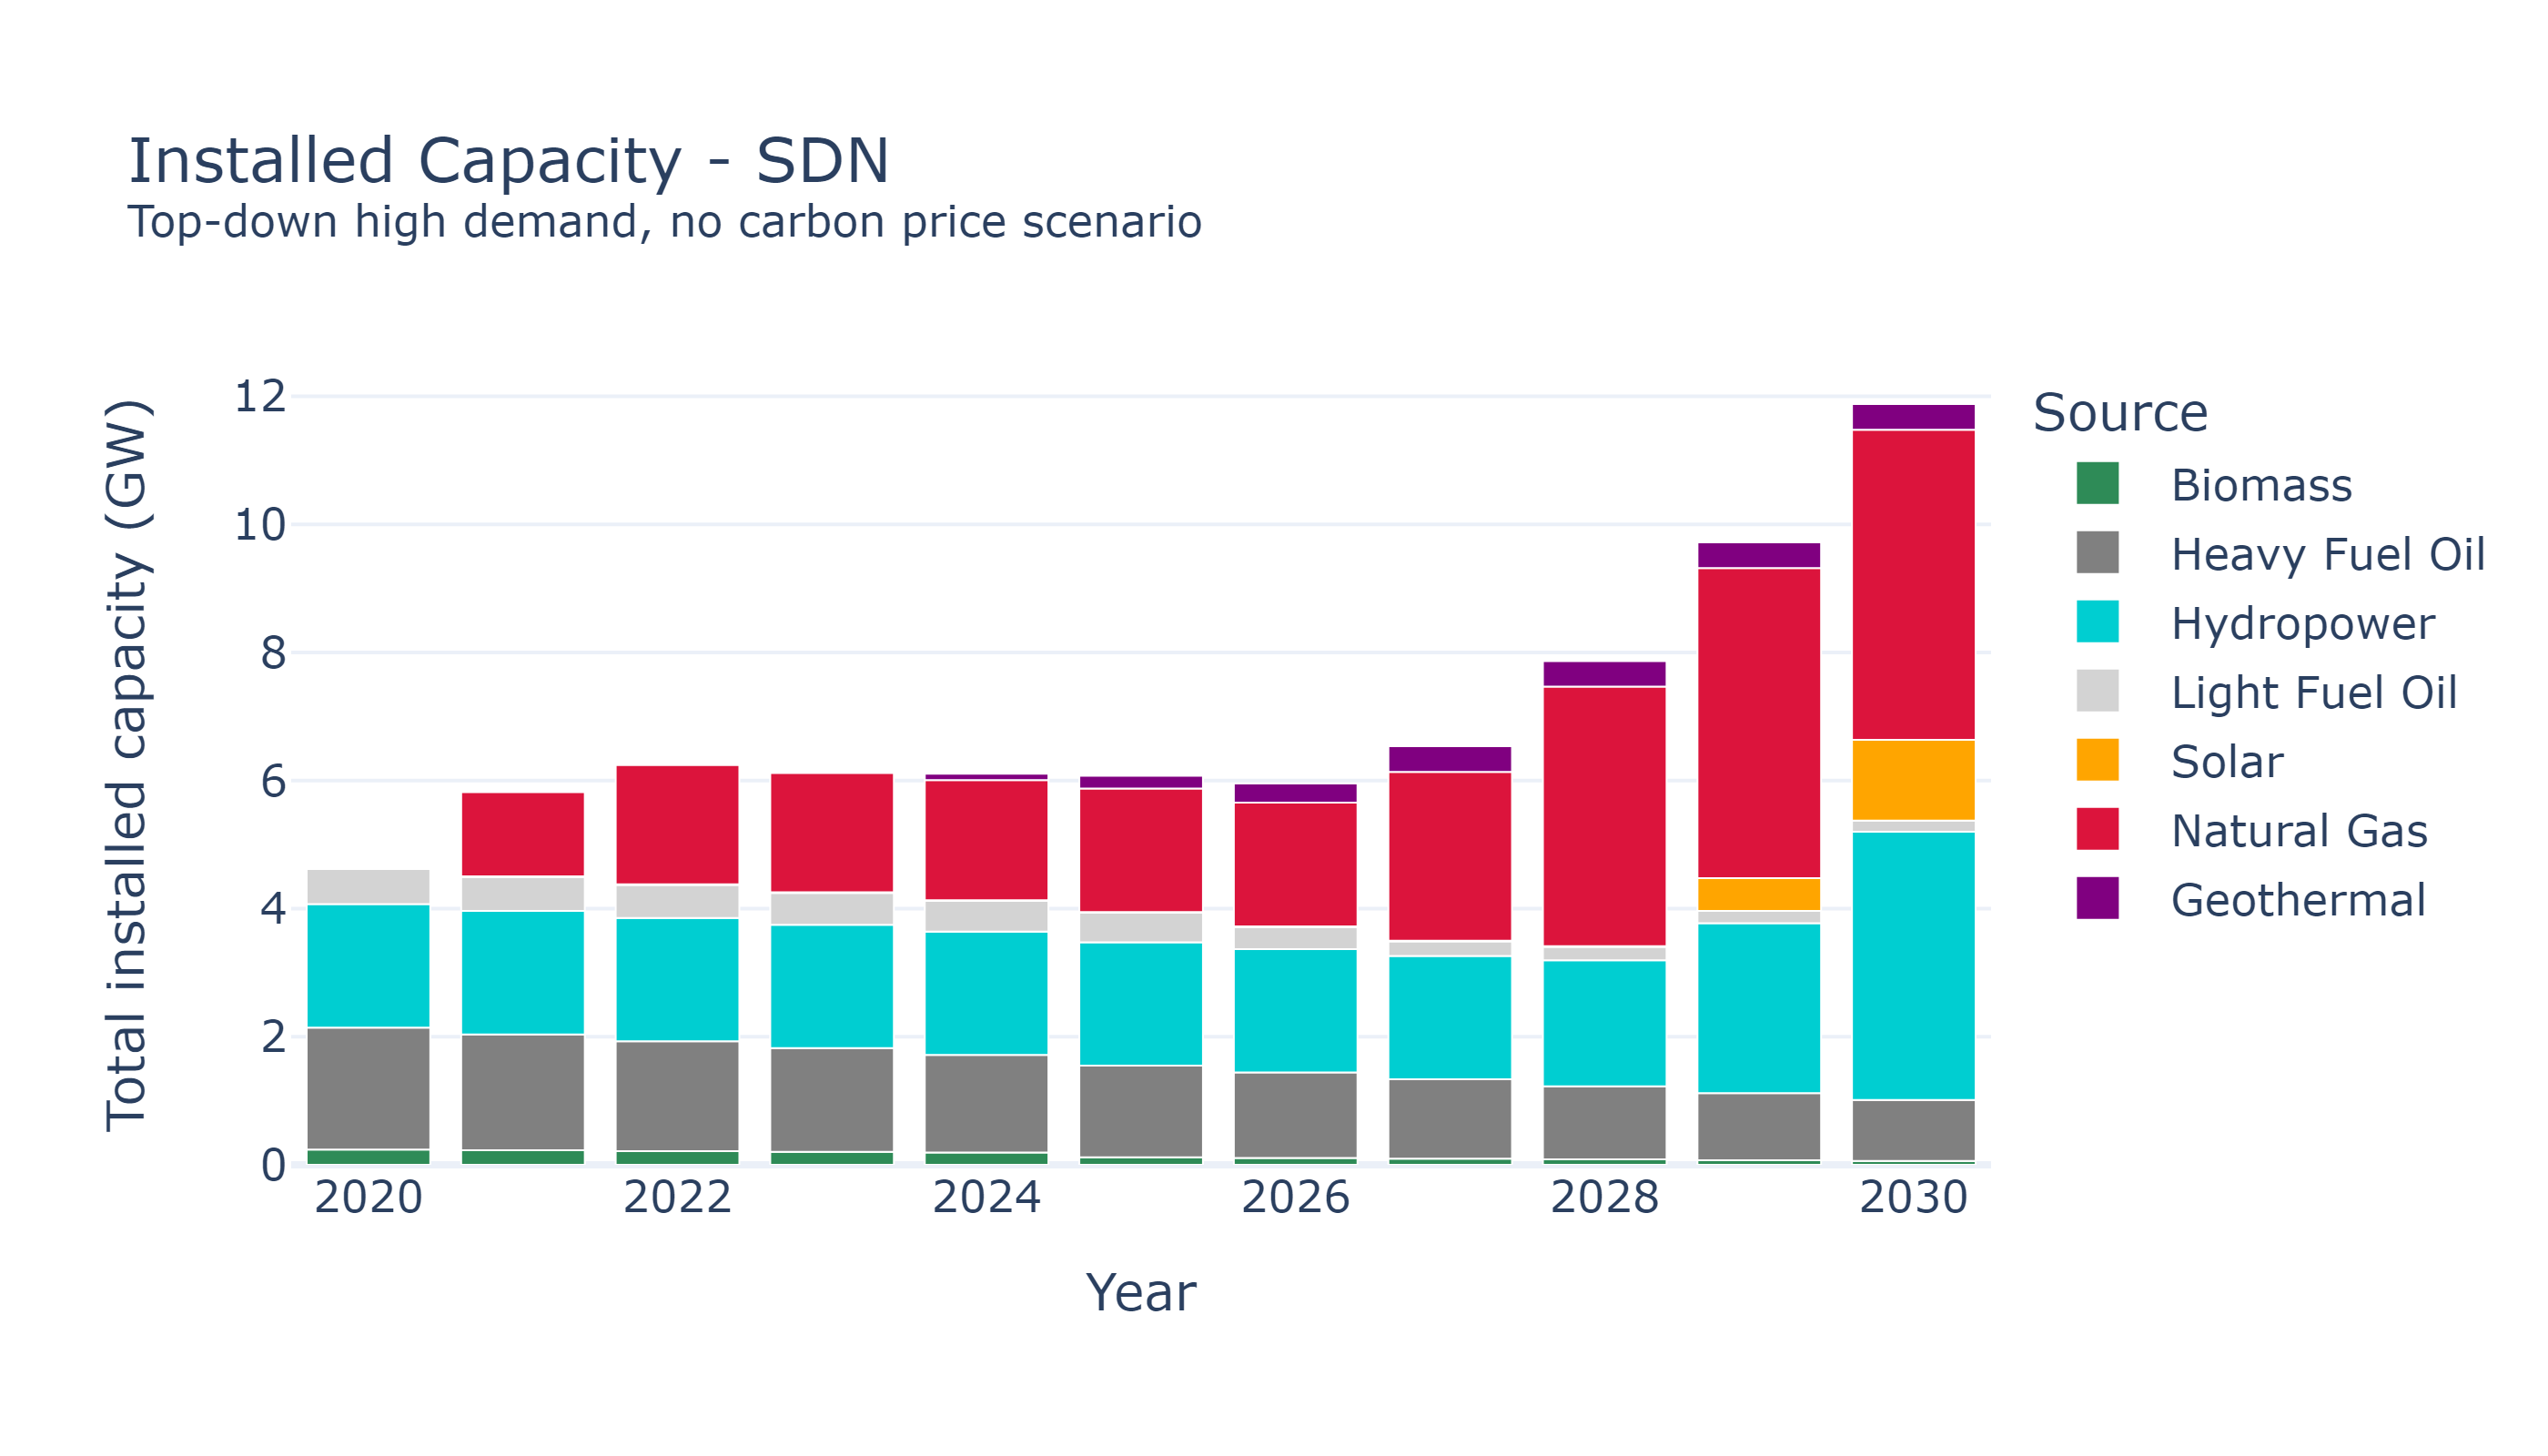 Installed Capacity - SDN
Top-down high demand, no carbon price scenario
Total installed capacity (GW)
12
10
8
6
4
2
0
2020
2022
2024
2026
2028
2030
Year
Source
Biomass
Heavy Fuel Oil
Hydropower
Light Fuel Oil
Solar
Natural Gas
Geothermal